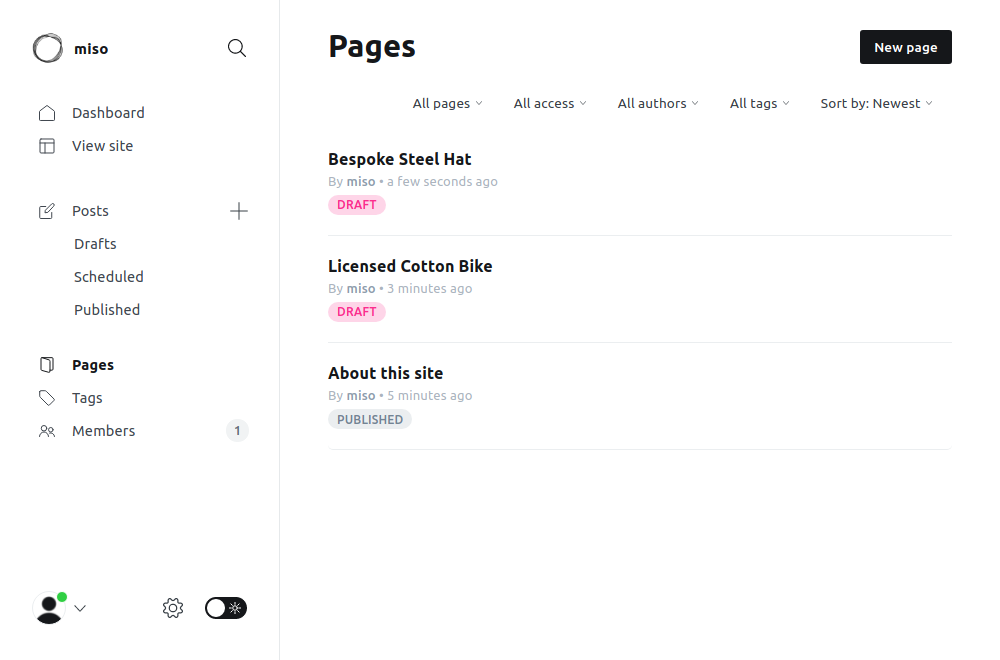 miso
Dashboard
View site
Posts
Drafts
Scheduled
Published
Pages
Tags
Members 1
Pages
New page
All pages All access All authors All tags Sort by: Newest
Bespoke Steel Hat
By miso • a few seconds ago
DRAFT
Licensed Cotton Bike
By miso • 3 minutes ago
DRAFT
About this site
By miso • 5 minutes ago
PUBLISHED